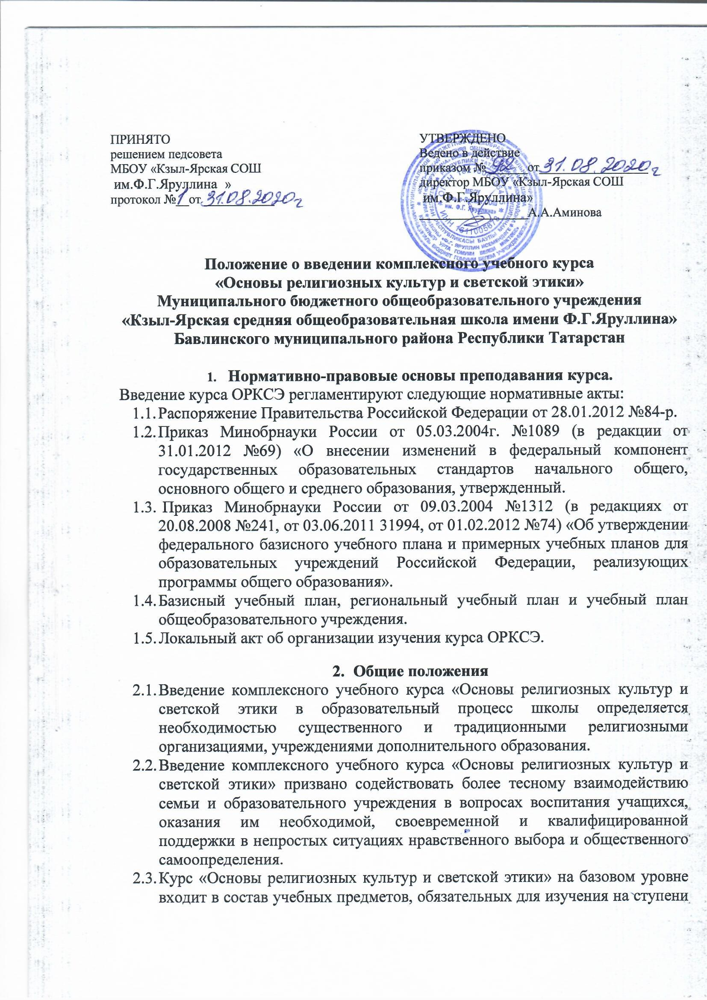 ПРИНЯТО
решением педсовета
МБОУ «Кзыл-Ярская СОШ
им.Ф.Г.Яруллина »
протокол № 1 от 31.08.2020 г
УТВЕРЖДЕНО
Ведено в действие
приказом № 42 от 31.08.2020 г
директор МБОУ «Кзыл-Ярская СОШ
им.Ф.Г.Яруллина»
А.А.Аминова
МБОУ
им. Ф.Г. Яруллина»
ИНН 1611005678
Положение о введении комплексного учебного курса
«Основы религиозных культур и светской этики»
Муниципального бюджетного общеобразовательного учреждения
«Кзыл-Ярская средняя общеобразовательная школа имени Ф.Г.Яруллина»
Бавлинского муниципального района Республики Татарстан
1. Нормативно-правовые основы преподавания курса.
Введение курса ОРКСЭ регламентируют следующие нормативные акты:
1.1. Распоряжение Правительства Российской Федерации от 28.01.2012 №84-р.
1.2. Приказ Минобрнауки России от 05.03.2004г. №1089 (в редакции от
31.01.2012 №69) «О внесении изменений в федеральный компонент
государственных образовательных стандартов начального общего,
основного общего и среднего образования, утвержденный.
1.3. Приказ Минобрнауки России от 09.03.2004 №1312 (в редакциях от
20.08.2008 №241, от 03.06.2011 31994, от 01.02.2012 №74) «Об утверждении
федерального базисного учебного плана и примерных учебных планов для
образовательных учреждений Российской Федерации, реализующих
программы общего образования».
1.4. Базисный учебный план, региональный учебный план и учебный план
общеобразовательного учреждения.
1.5. Локальный акт об организации изучения курса ОРКСЭ.
2. Общие положения
2.1. Введение комплексного учебного курса «Основы религиозных культур и
светской этики в образовательный процесс школы определяется
необходимостью существенного и традиционными религиозными
организациями, учреждениями дополнительного образования.
2.2. Введение комплексного учебного курса «Основы религиозных культур и
светской этики» призвано содействовать более тесному взаимодействию
семьи и образовательного учреждения в вопросах воспитания учащихся,
оказания им необходимой, своевременной и квалифицированной
поддержки в непростых ситуациях нравственного выбора и общественного
самоопределения.
2.3. Курс «Основы религиозных культур и светской этики» на базовом уровне
входит в состав учебных предметов, обязательных для изучения на ступени